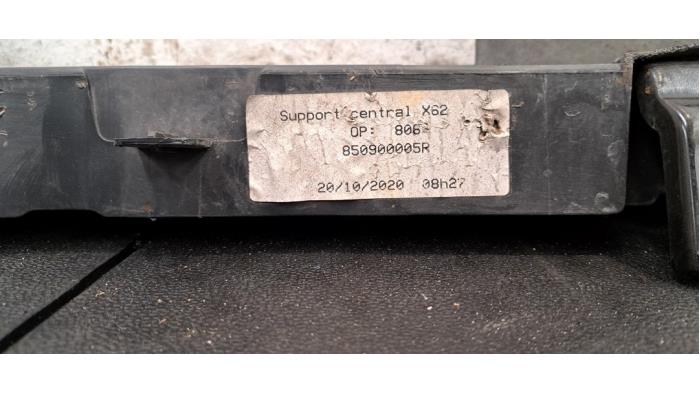 Support central X62
OP: 806
850900005R
20/10/2020 08h27